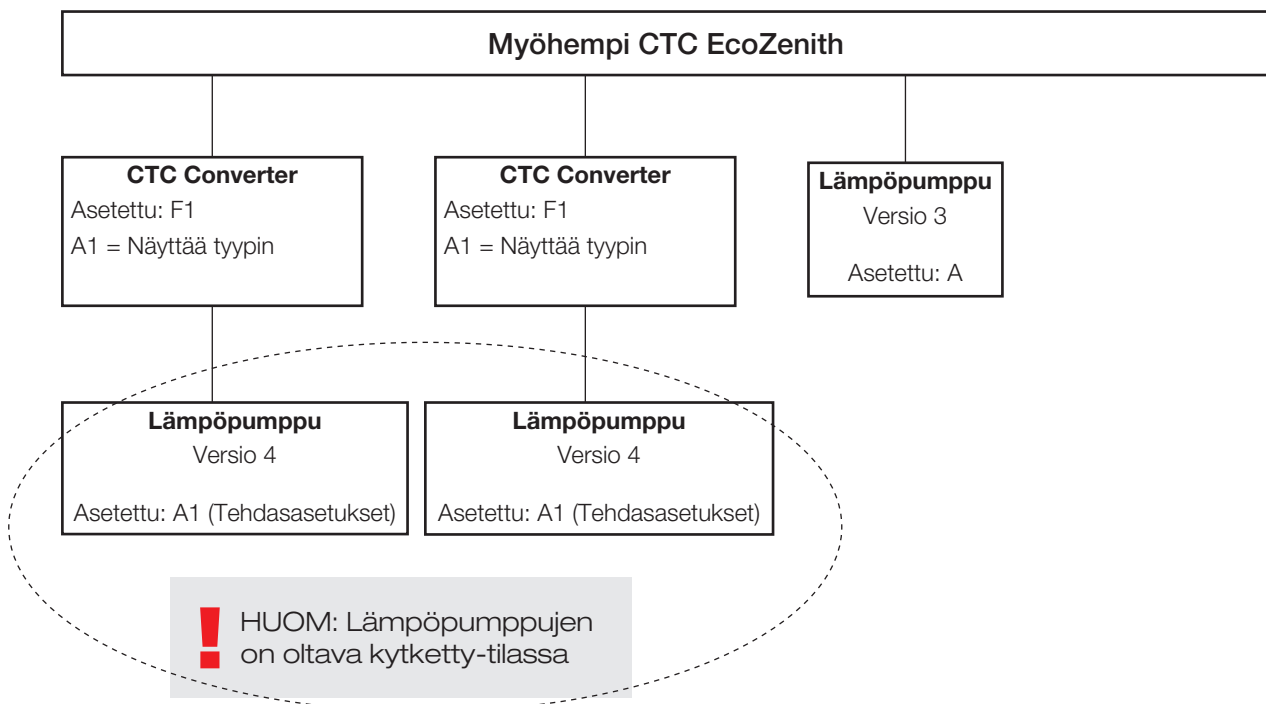 Myöhempi CTC EcoZenith
CTC Converter
Asetettu: F1
A1 = Näyttää tyypin
CTC Converter
Asetettu: F1
A1 = Näyttää tyypin
Lämpöpumppu
Versio 3
Asetettu: A
Lämpöpumppu
Versio 4
Asetettu: A1 (Tehdasasetukset)
Lämpöpumppu
Versio 4
Asetettu: A1 (Tehdasasetukset)
! HUOM: Lämpöpumppujen
on oltava kytketty-tilassa